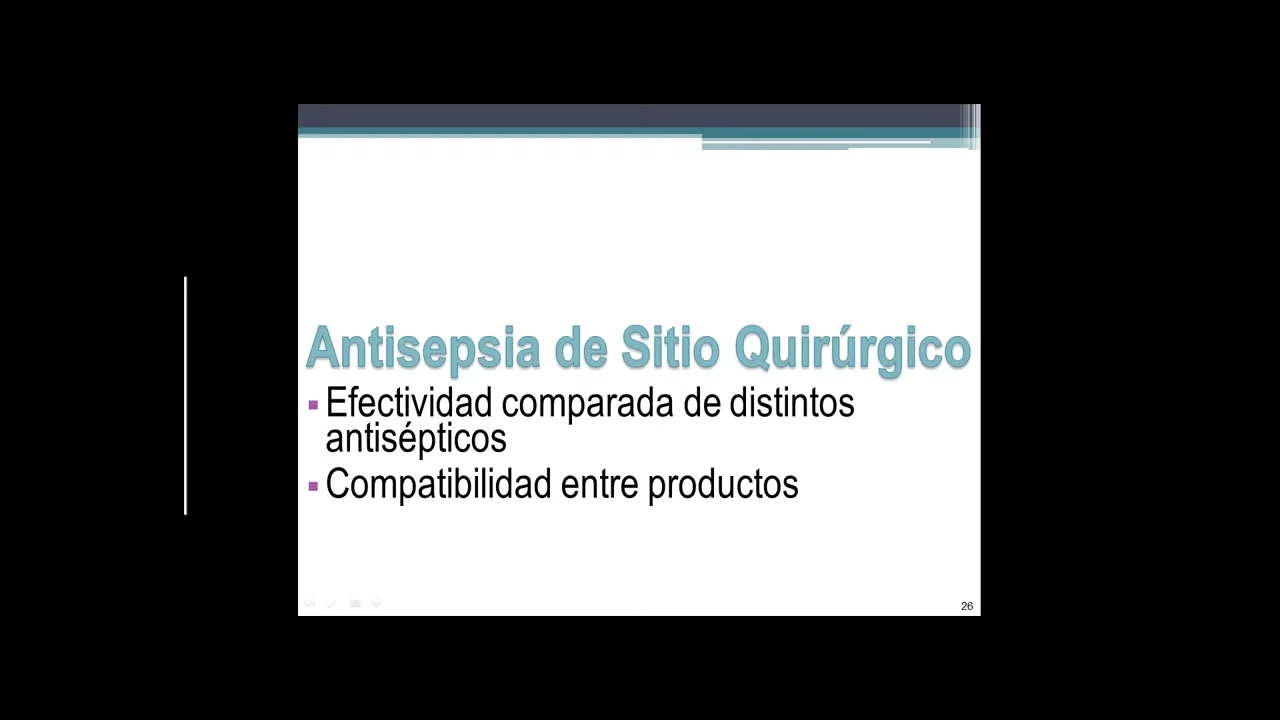 Antisepsia de Sitio Quirúrgico
▪Efectividad comparada de distintos
antisépticos
▪Compatibilidad entre productos
26